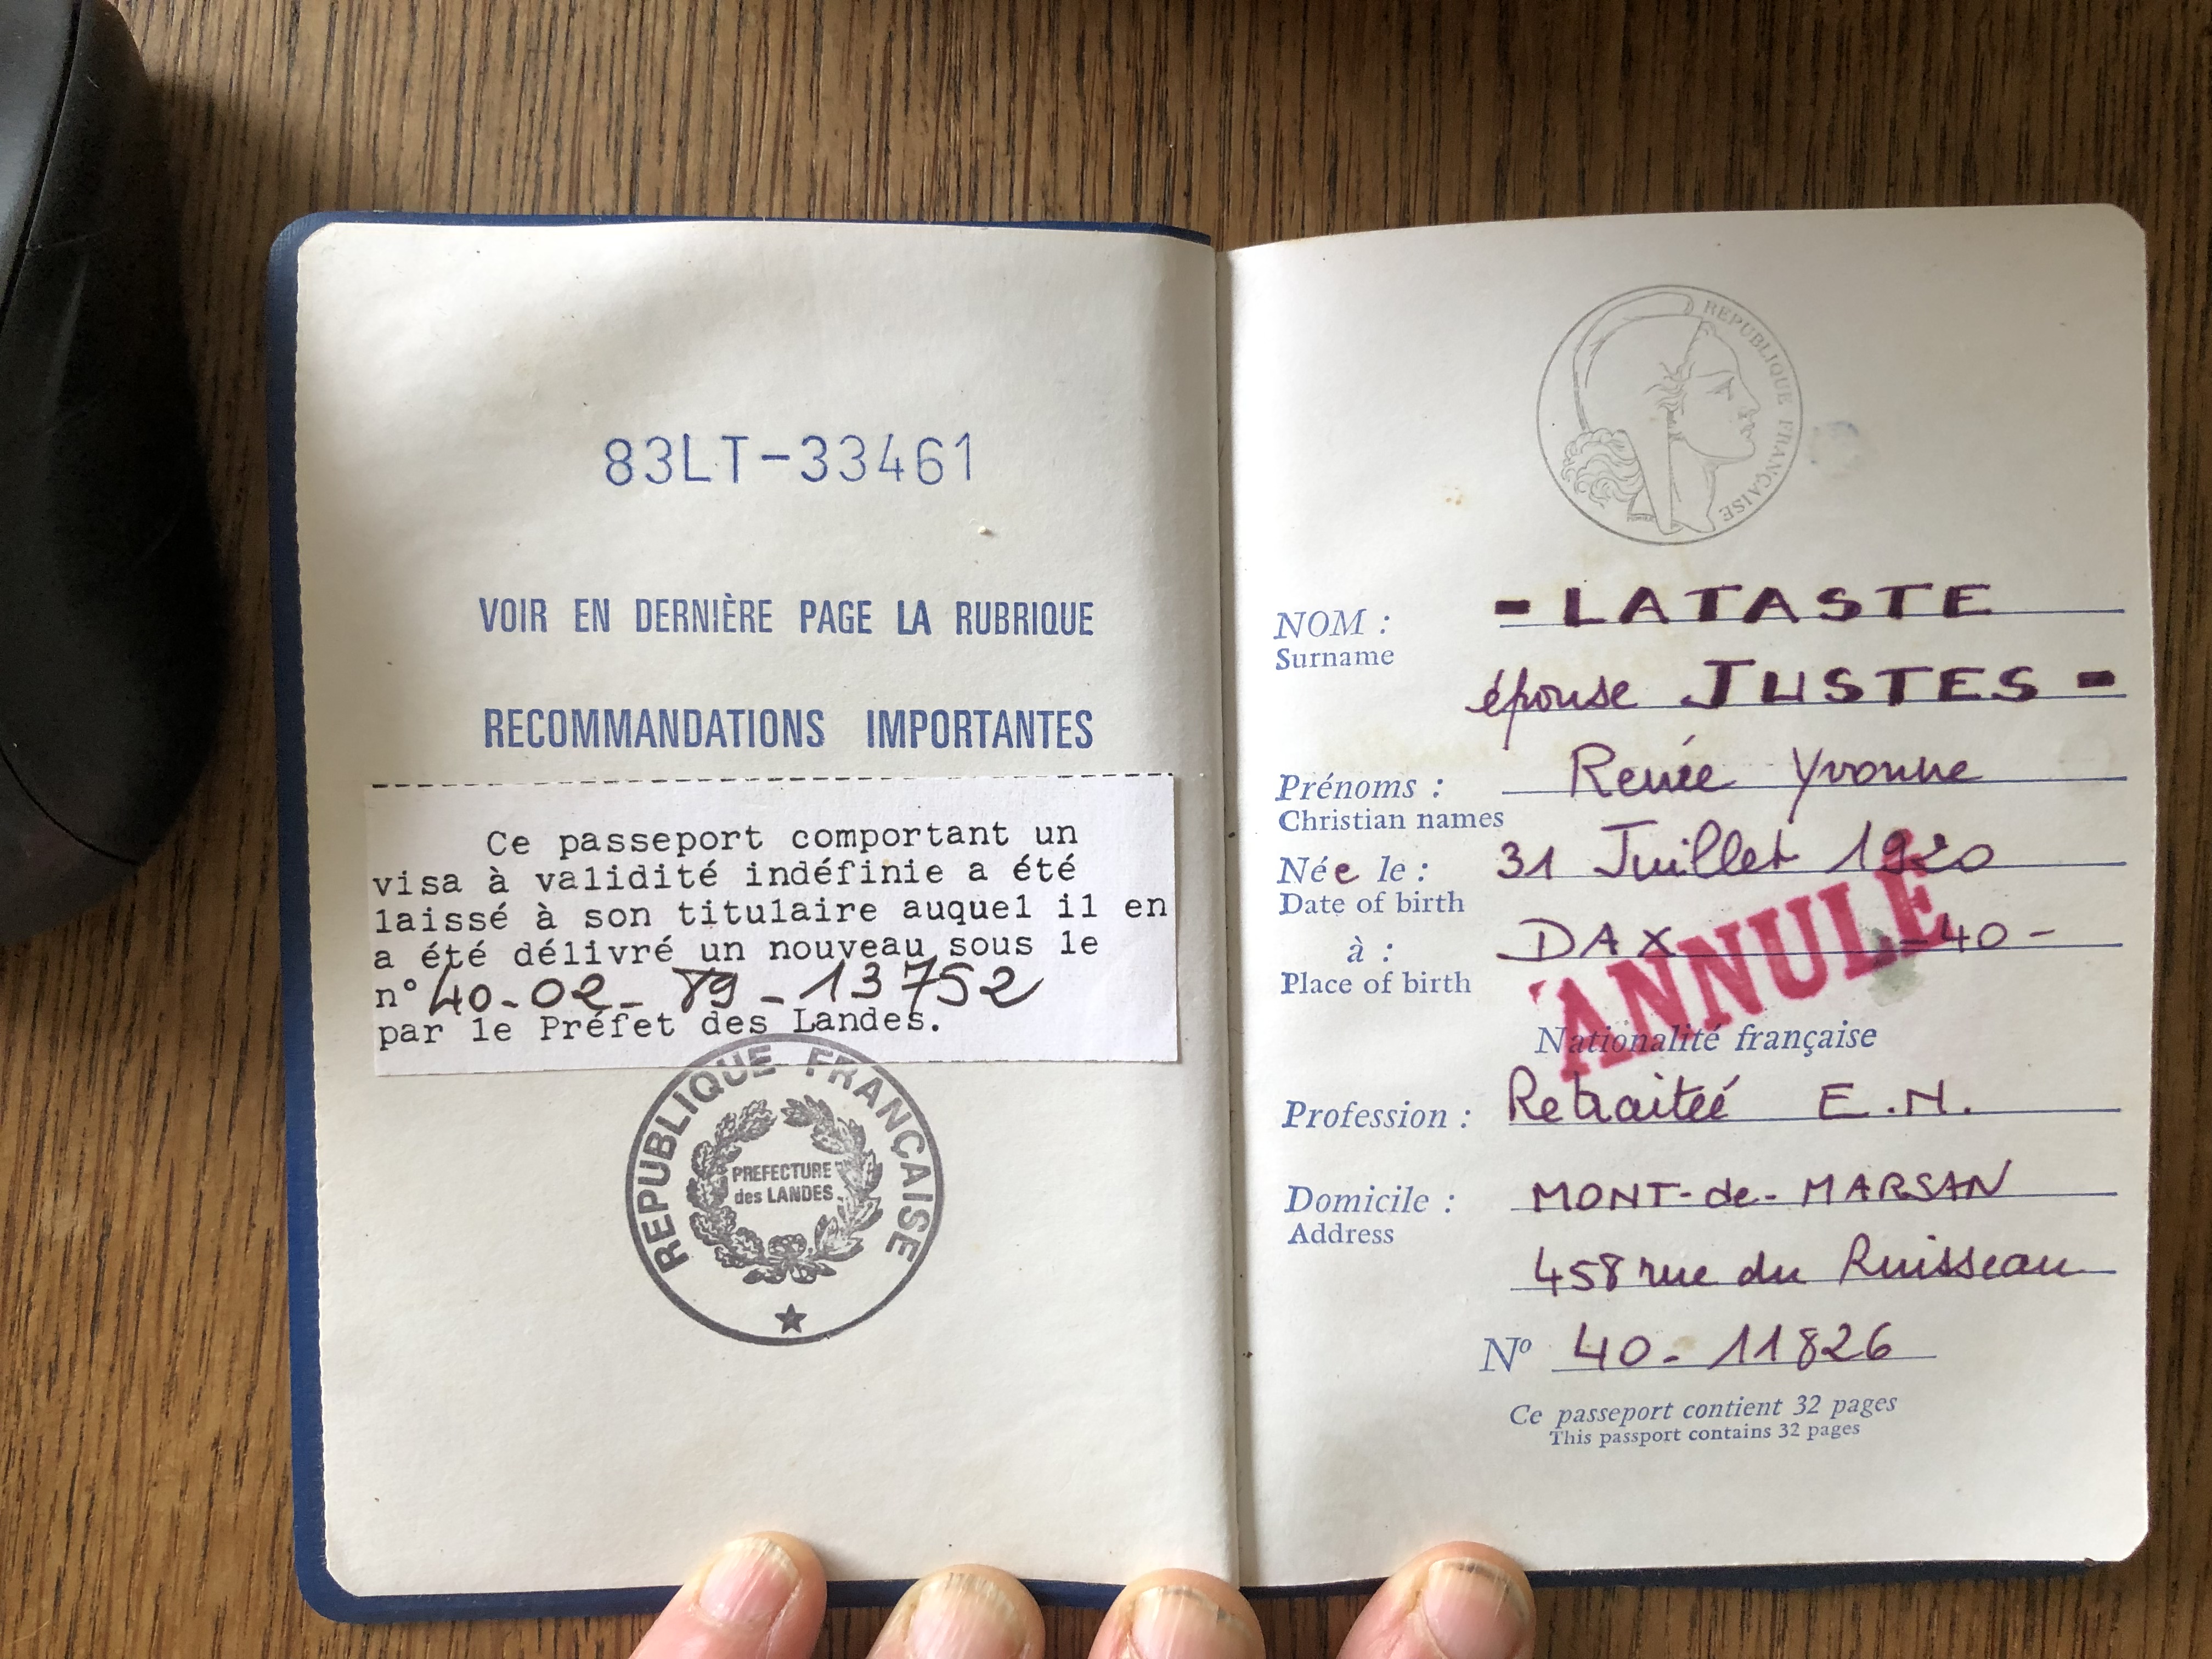 83LT-33461
VOIR EN DERNIÈRE PAGE LA RUBRIQUE
RECOMMANDATIONS IMPORTANTES
Ce passeport comportant un
visa à validité indéfinie a été
laissé à son titulaire auquel il en
a été délivré un nouveau sous le
n° 40-02-89-13752
par le Préfet des Landes.
REPUBLIQUE FRANÇAISE
PREFECTURE
des LANDES
REPUBLIQUE FRANÇAISE
NOM : - LATASTE
Surname
épouse JUSTES -
Prénoms : Renée Yvonne
Christian names
Née le : 31 Juillet 1920
Date of birth
à : DAX -40-
Place of birth
ANNULE
Nationalité française
Profession : Retraitée E.N.
Domicile : MONT-de-MARSAN
Address
458 rue du Ruisseau
Nº 40-11826
Ce passeport contient 32 pages
This passport contains 32 pages